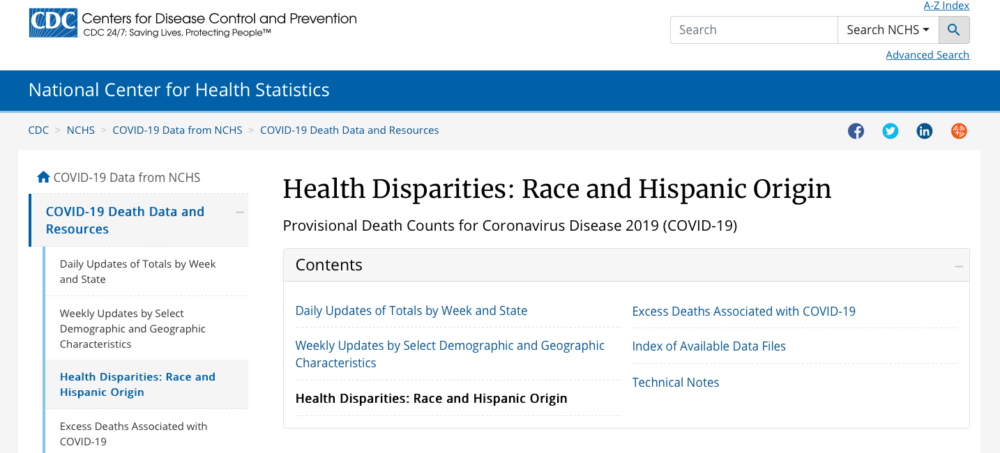 A-Z Index
CDC Centers for Disease Control and Prevention
CDC 24/7: Saving Lives, Protecting People™
Search
Search NCHS
Advanced Search
National Center for Health Statistics
CDC > NCHS > COVID-19 Data from NCHS > COVID-19 Death Data and Resources
COVID-19 Data from NCHS
COVID-19 Death Data and
Resources
Daily Updates of Totals by Week
and State
Weekly Updates by Select
Demographic and Geographic
Characteristics
Health Disparities: Race and
Hispanic Origin
Excess Deaths Associated with
COVID-19
Health Disparities: Race and Hispanic Origin
Provisional Death Counts for Coronavirus Disease 2019 (COVID-19)
Contents
Daily Updates of Totals by Week and State
Weekly Updates by Select Demographic and Geographic
Characteristics
Health Disparities: Race and Hispanic Origin
Excess Deaths Associated with COVID-19
Index of Available Data Files
Technical Notes